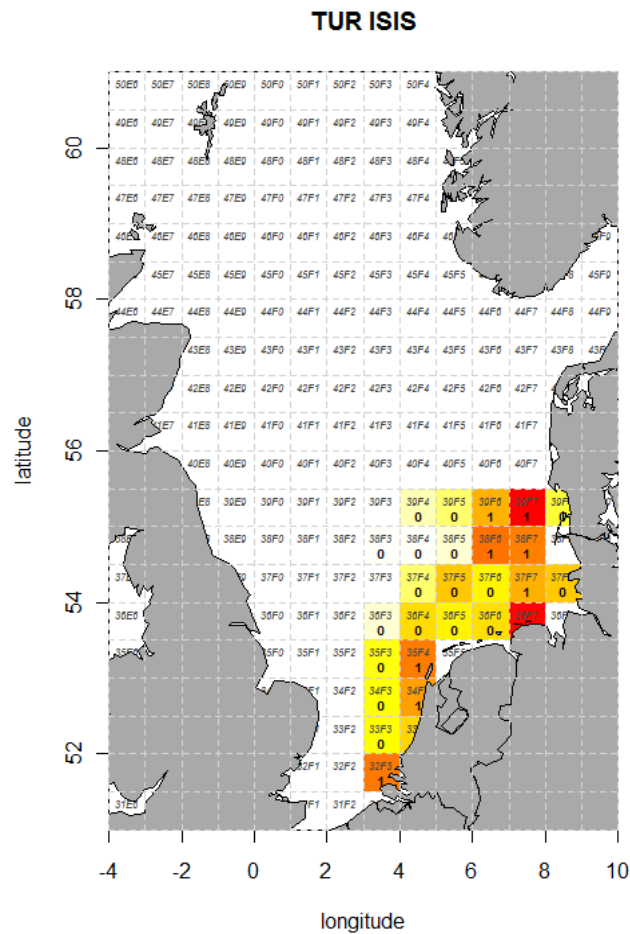 TUR ISIS
50E6 50E7 50E8 50E9 50F0 50F1 50F2 50F3 50F4
60
49E6 49E7 49E9 49F0 49F1 49F2 49F3 49F4
48E6 48E7 48E8 48E9 48F0 48F1 48F2 48F3 48F4
47E6 47E7 47E8 47E9 47F0 47F1 47F2 47F3 47F4
46E7 46E8 46E9 46F0 46F1 46F2 46F3 46F4
45E7 45E8 45E9 45F0 45F1 45F2 45F3 45F4 45F5 45F9
58
44E6 44E7 44E8 44E9 44F0 44F1 44F2 44F3 44F4 44F5 44F6 44F7 44F8 44F9
43E8 43E9 43F0 43F1 43F2 43F3 43F4 43F5 43F6 43F7 43F8
42E8 42E9 42F0 42F1 42F2 42F3 42F4 42F5 42F6 42F7
41E8 41E9 41F0 41F1 41F2 41F3 41F4 41F5 41F6 41F7
56
40E8 40E9 40F0 40F1 40F2 40F3 40F4 40F5 40F6 40F7
39E9 39F0 39F1 39F2 39F3 39F4 39F5 39F6 39F7
0 0 1 1 0
38E9 38F0 38F1 38F2 38F3 38F4 38F5 38F6 38F7
0 0 0 1 1
37F0 37F1 37F2 37F3 37F4 37F5 37F6 37F7
0 0 0 1 0
54
36E6 36F0 36F1 36F2 36F3 36F4 36F5 36F6 36F7
0 0 0 0
35F1 35F2 35F3 35F4
0 1
34F2 34F3
0 1
33F2 33F3
0
52
32F2 32F3
1
31F2
-4 -2 0 2 4 6 8 10
longitude
latitude